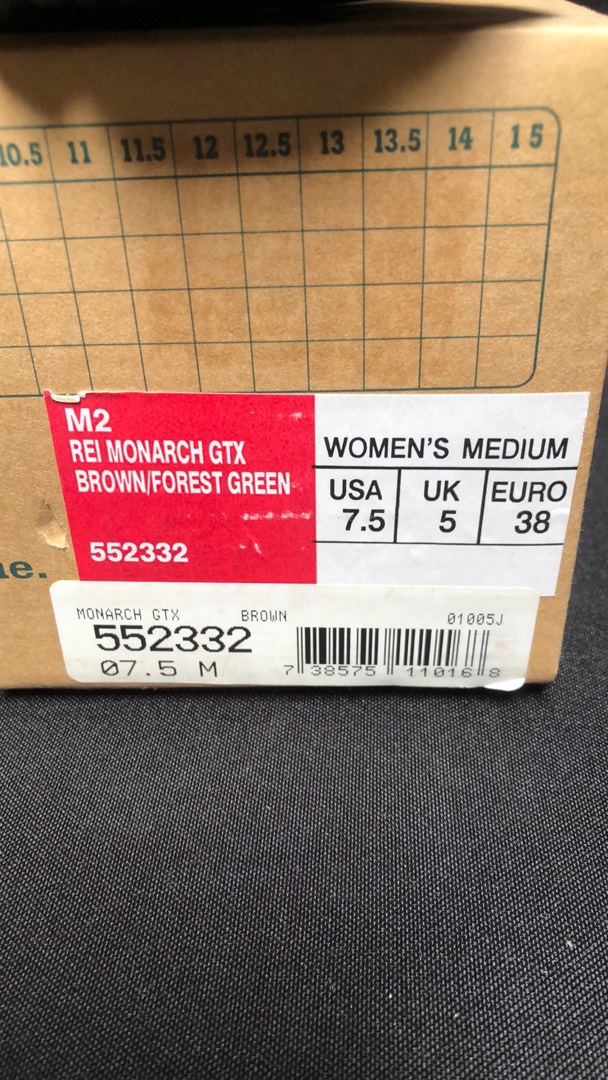 10.5 11 11.5 12 12.5 13 13.5 14 15
M2
REI MONARCH GTX
BROWN/FOREST GREEN
552332
WOMEN'S MEDIUM
USA UK EURO
7.5 5 38
e.
MONARCH GTX BROWN 01005J
552332
07.5 M
7 38575 11016 8